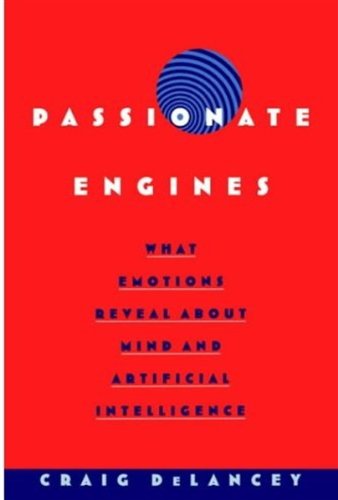 PASSIONATE
ENGINES
WHAT
EMOTIONS
REVEAL ABOUT
MIND AND
ARTIFICIAL
INTELLIGENCE
CRAIG DeLANCEY